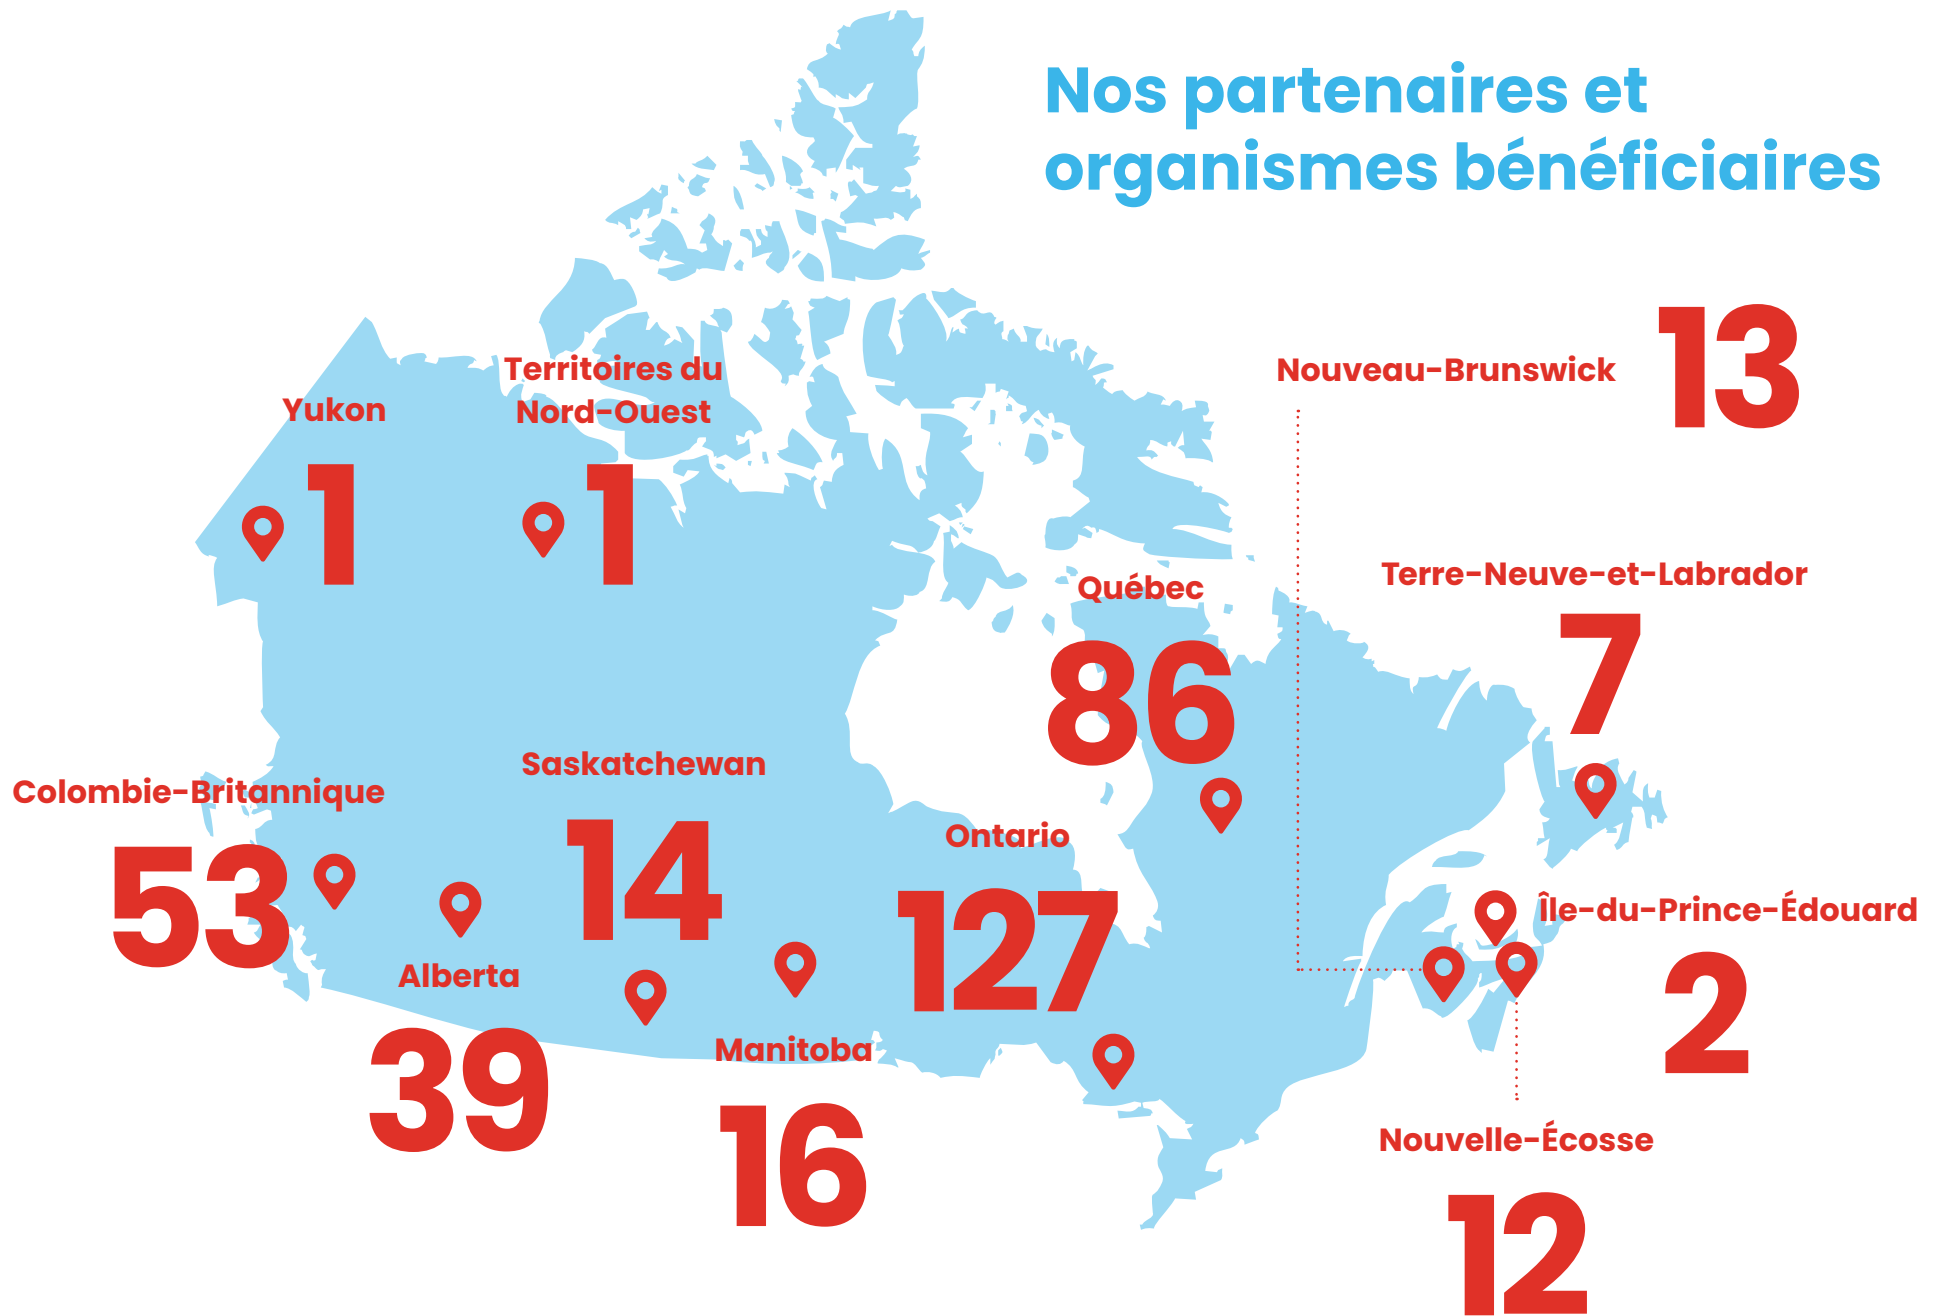 Nos partenaires et
organismes bénéficiaires
Nouveau-Brunswick
13
Territoires du
Nord-Ouest
1
Yukon
1
Terre-Neuve-et-Labrador
7
Québec
86
Colombie-Britannique
53
Saskatchewan
14
Ontario
127
Alberta
39
Île-du-Prince-Édouard
2
Manitoba
16
Nouvelle-Écosse
12